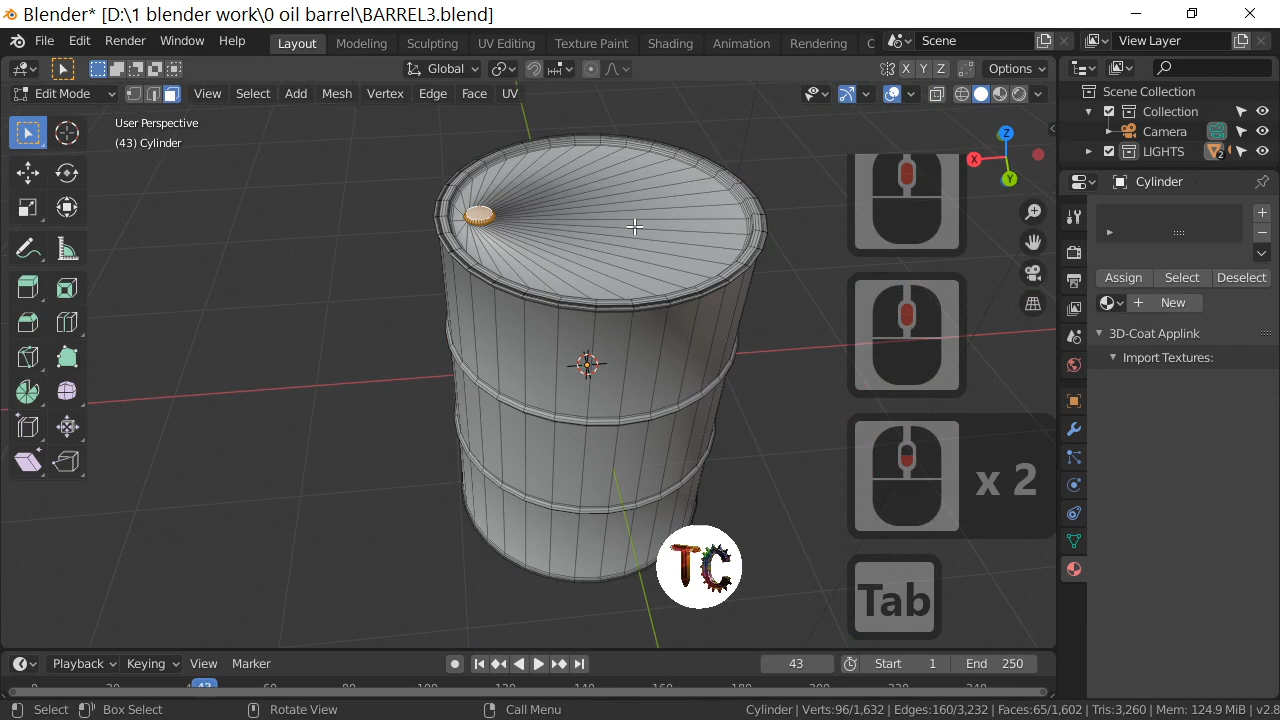 Blender* [D:\1 blender work\0 oil barrel\BARREL3.blend]
File Edit Render Window Help Layout Modeling Sculpting UV Editing Texture Paint Shading Animation Rendering C Scene View Layer
Global X Y Z Options
Edit Mode View Select Add Mesh Vertex Edge Face UV
User Perspective
(43) Cylinder
Z
X
Y
x 2
Tab
TC
Scene Collection
Collection
Camera
LIGHTS 2
Cylinder
Assign Select Deselect
New
3D-Coat Applink
Import Textures:
Playback Keying View Marker 43 Start 1 End 250
43
Select Box Select Rotate View Call Menu Cylinder | Verts:96/1,632 | Edges:160/3,232 | Faces:65/1,602 | Tris:3,260 | Mem: 124.9 MiB | v2.8